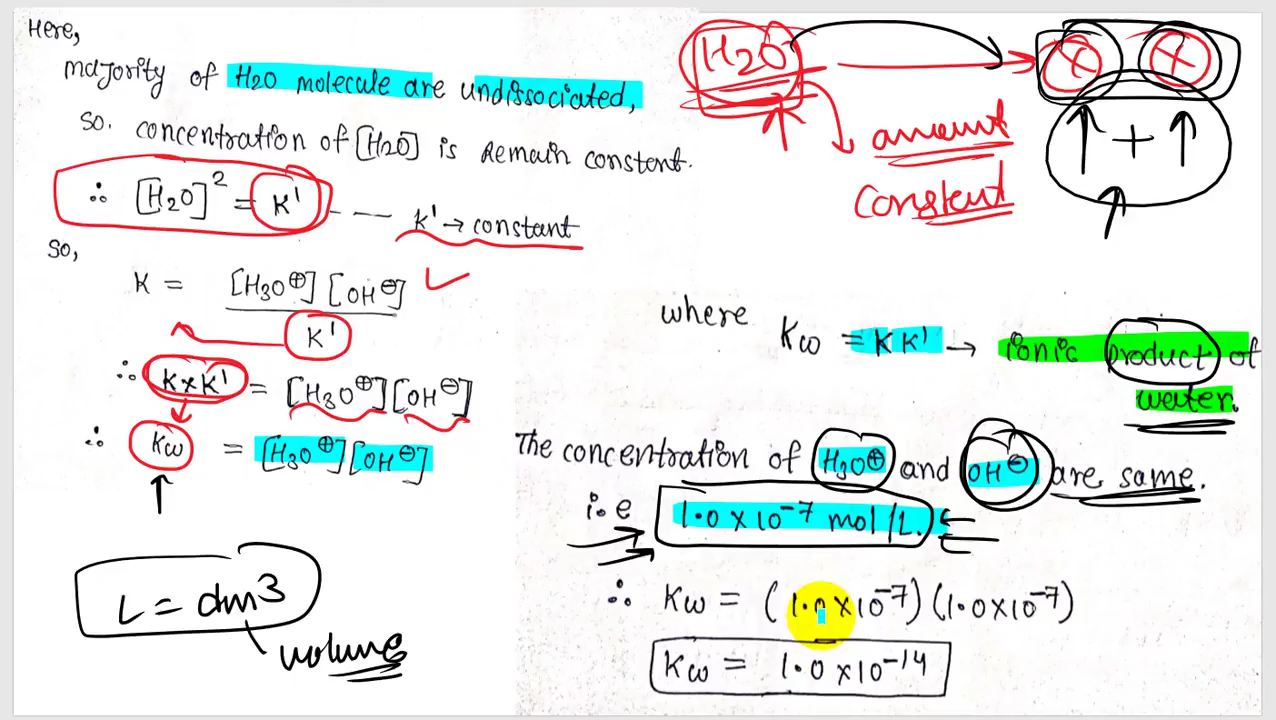 Here,
majority of H2O molecule are undissociated,
so. concentration of [H2O] is remain constant.
∴ [H2O]² = K' ---- K' → constant
so,
K = [H3O⊕] [OH⊖]
K'
∴ K×K' = [H3O⊕][OH⊖]
∴ Kw = [H3O⊕][OH⊖]
L = dm3
volume
H2O
amount
constant
+
where Kw = KK' → ionic product of
water.
The concentration of H3O⊕ and OH⊖ are same.
i.e 1.0 × 10⁻⁷ mol/L.
∴ Kw = (1.0×10⁻⁷) (1.0×10⁻⁷)
Kw = 1.0 ×10⁻¹⁴